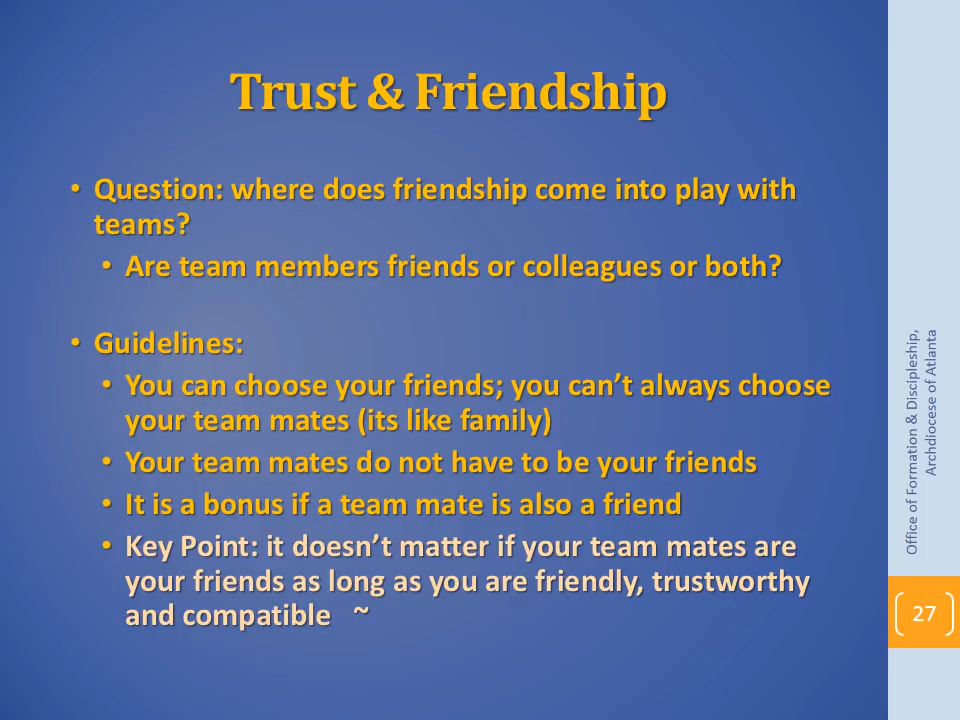 Trust & Friendship
• Question: where does friendship come into play with
teams?
• Are team members friends or colleagues or both?
• Guidelines:
• You can choose your friends; you can’t always choose
your team mates (its like family)
• Your team mates do not have to be your friends
• It is a bonus if a team mate is also a friend
• Key Point: it doesn’t matter if your team mates are
your friends as long as you are friendly, trustworthy
and compatible ~
Office of Formation & Discipleship,
Archdiocese of Atlanta
27